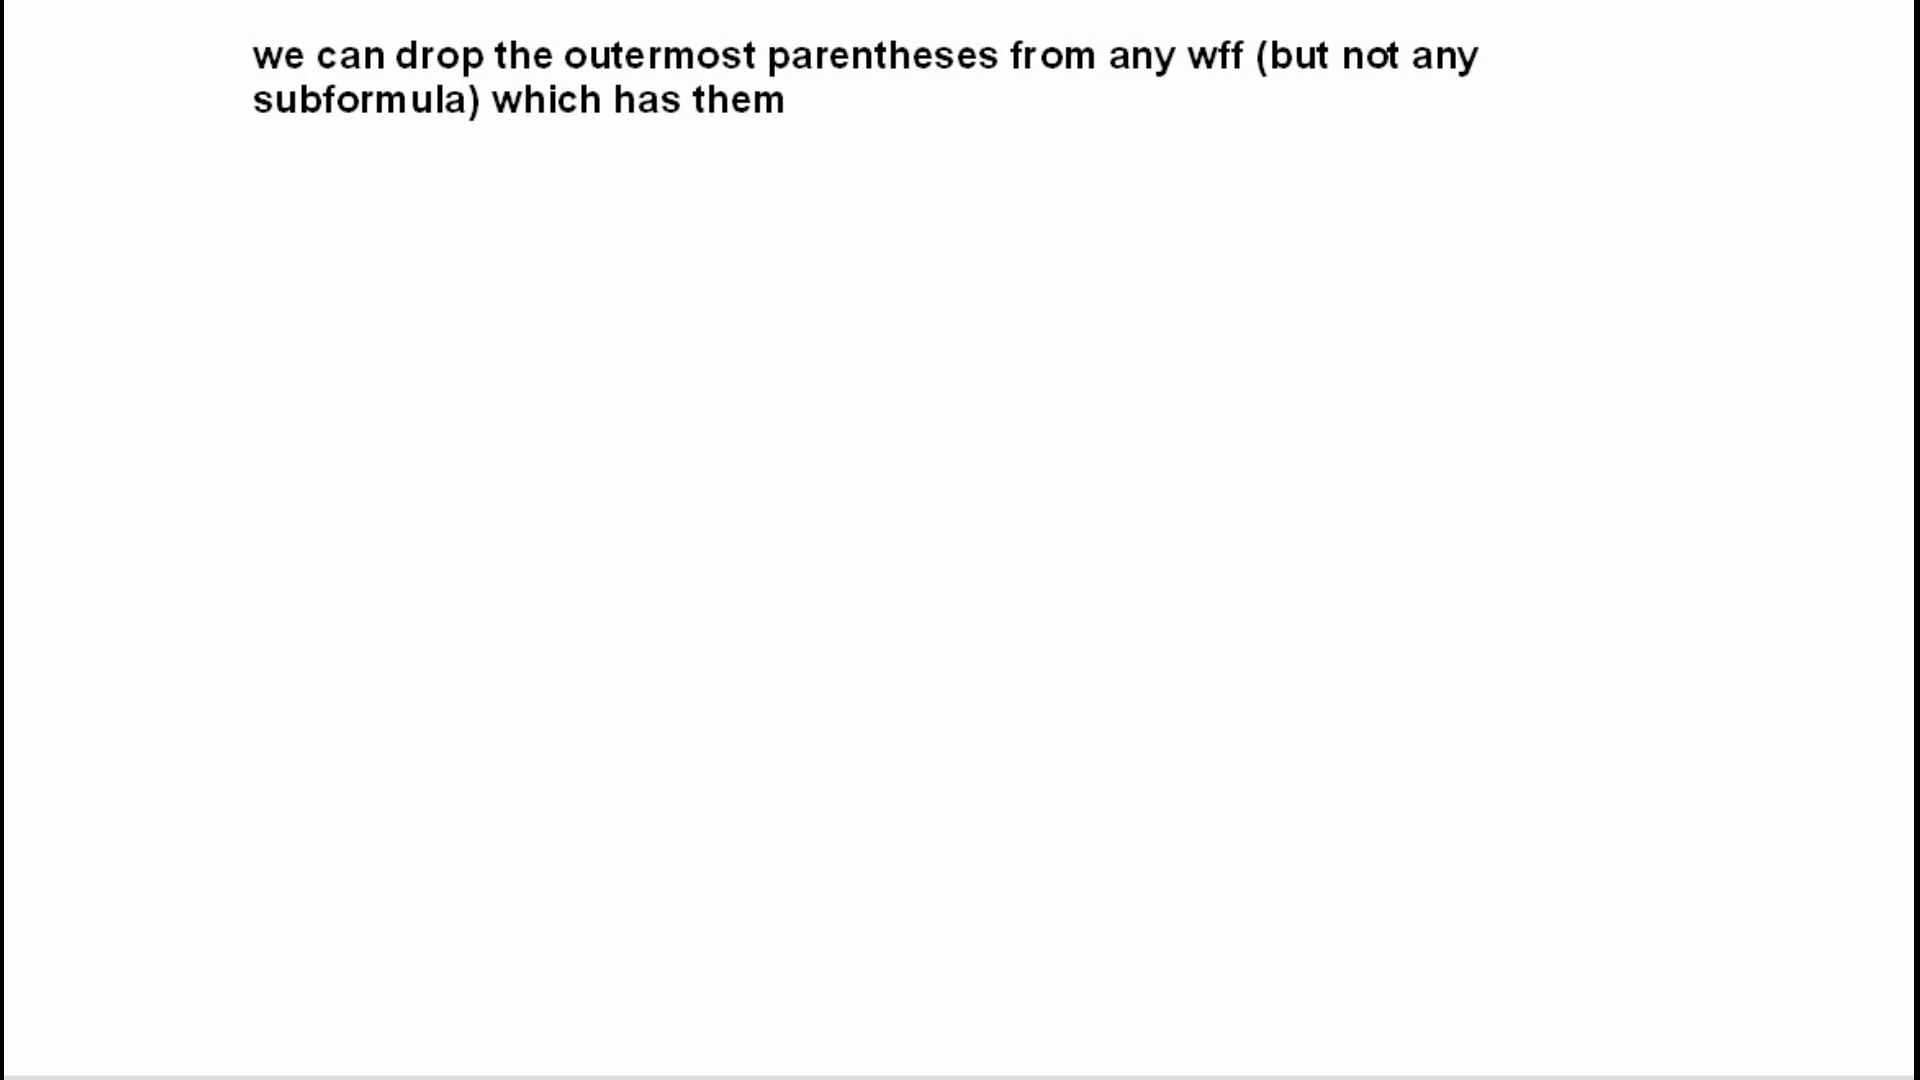 we can drop the outermost parentheses from any wff (but not any
subformula) which has them